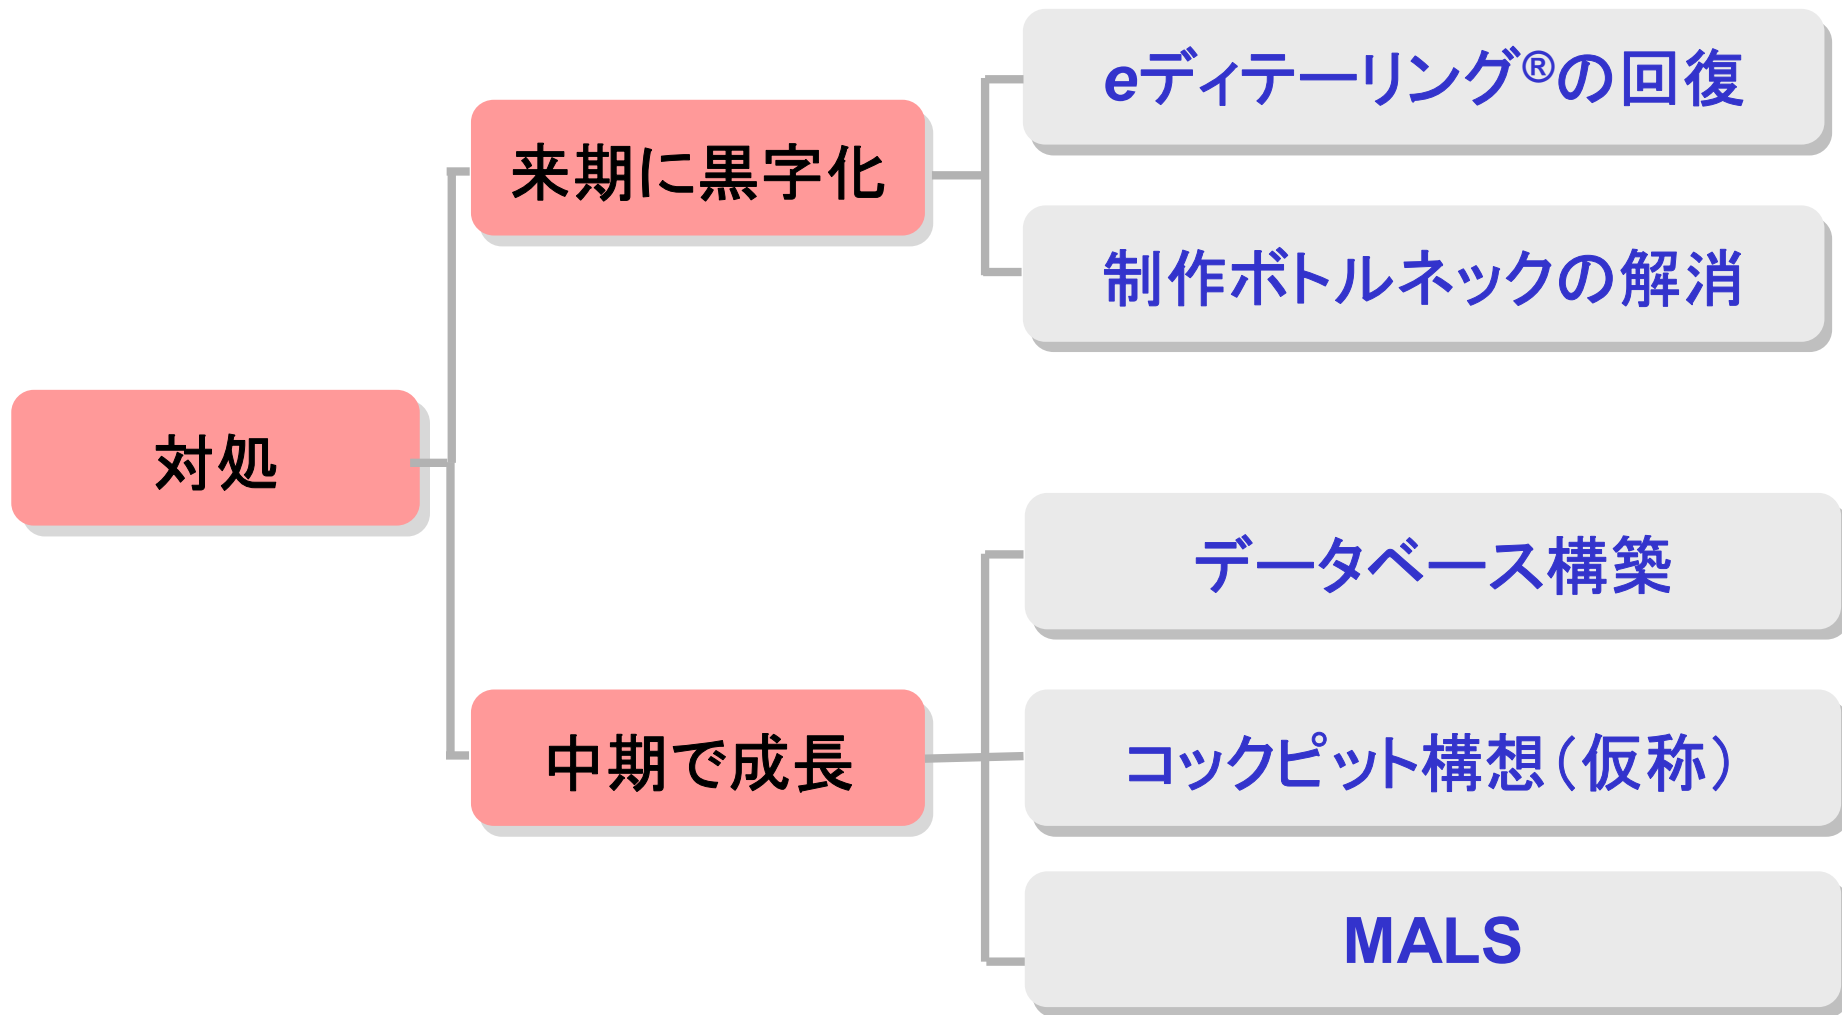 対処
来期に黒字化
eディテーリング®の回復
制作ボトルネックの解消
中期で成長
データベース構築
コックピット構想（仮称）
MALS